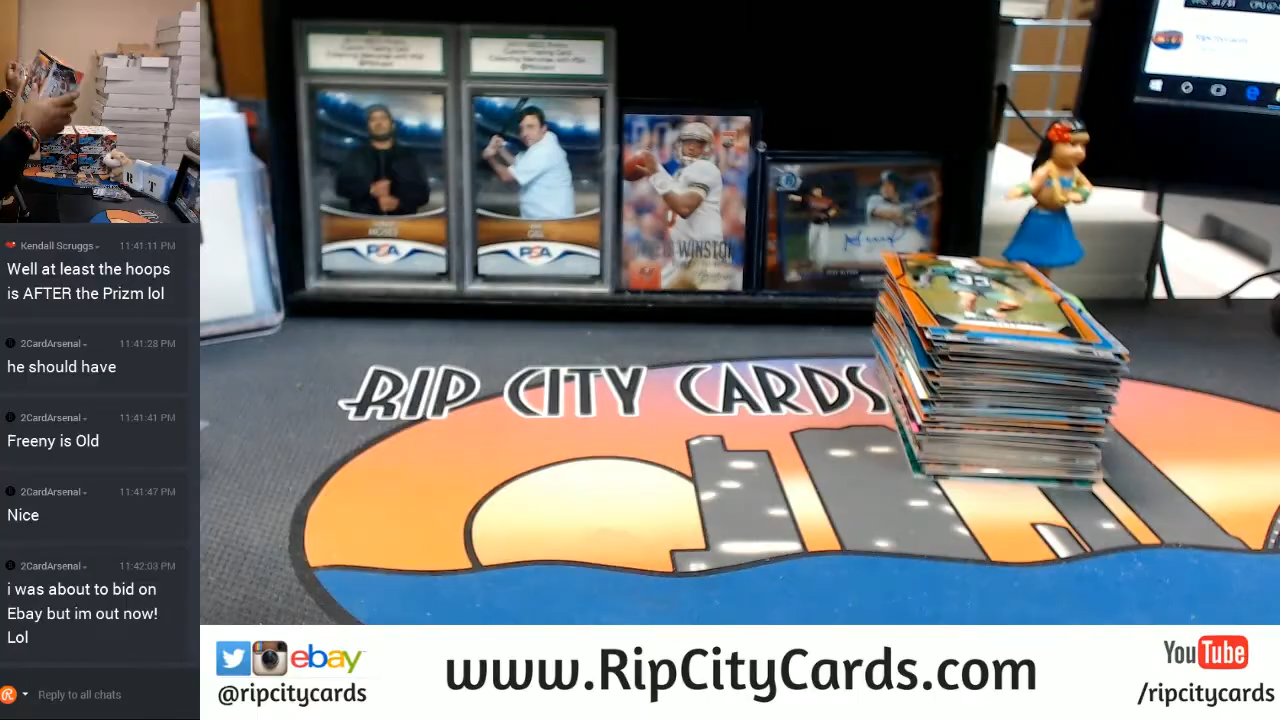 Kendall Scruggs 11:41:11 PM
Well at least the hoops
is AFTER the Prizm lol
2CardArsenal 11:41:28 PM
he should have
2CardArsenal 11:41:41 PM
Freeny is Old
2CardArsenal 11:41:47 PM
Nice
2CardArsenal 11:42:03 PM
i was about to bid on
Ebay but im out now!
Lol
Reply to all chats
PSA
PSA
WINSTON
33
RIP CITY CARDS
ebay
@ripcitycards
www.RipCityCards.com
YouTube
/ripcitycards